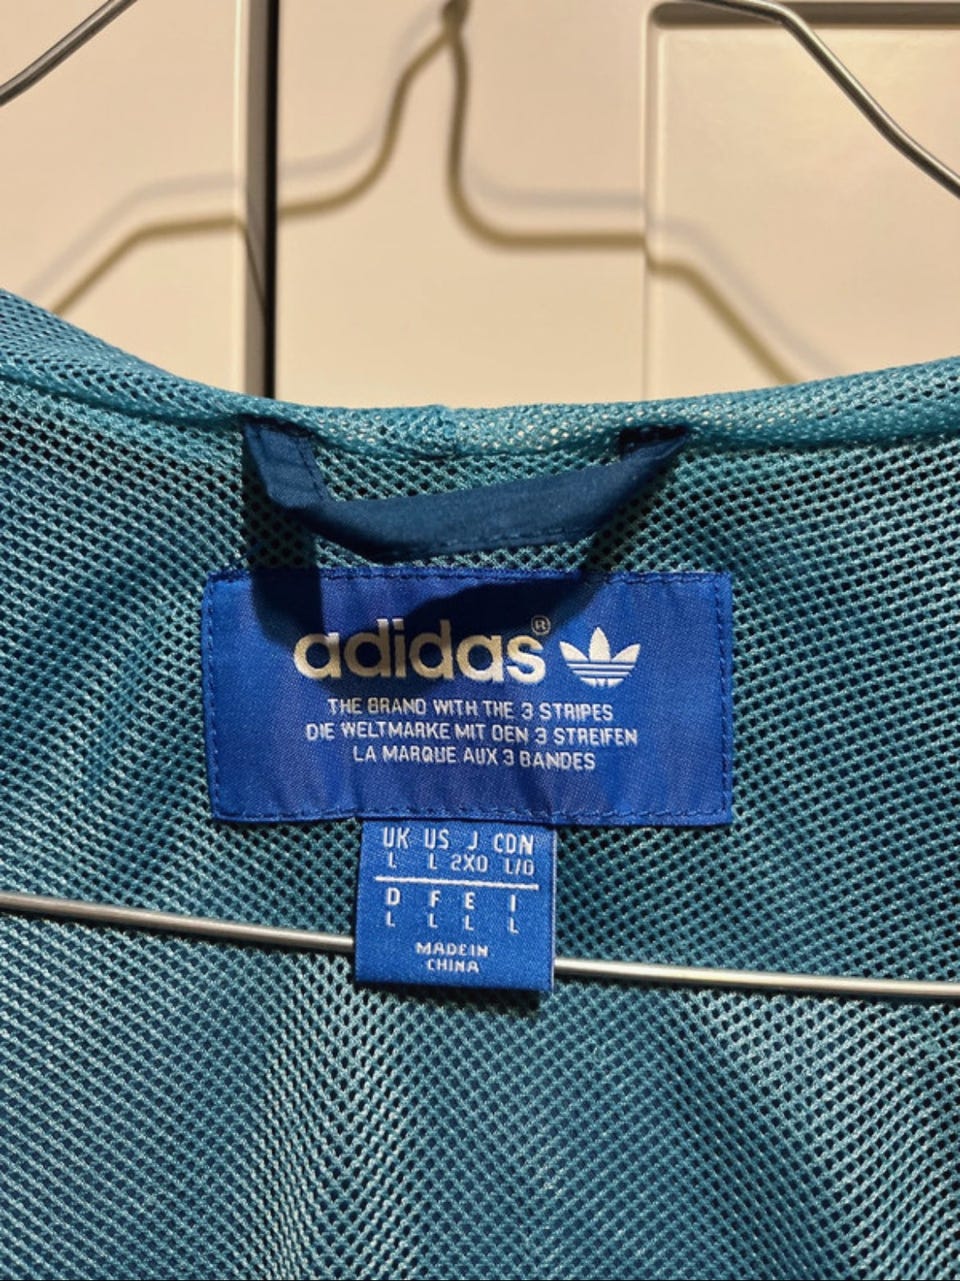 adidas®
THE BRAND WITH THE 3 STRIPES
DIE WELTMARKE MIT DEN 3 STREIFEN
LA MARQUE AUX 3 BANDES
UK US J CDN
L L 2XO L/G
D F E I
L L L L
MADE IN
CHINA